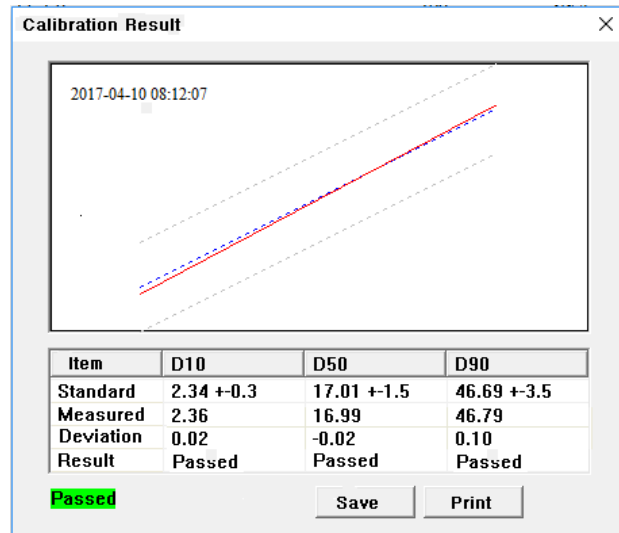 Calibration Result
2017-04-10 08:12:07
Item D10 D50 D90
Standard 2.34 +-0.3 17.01 +-1.5 46.69 +-3.5
Measured 2.36 16.99 46.79
Deviation 0.02 -0.02 0.10
Result Passed Passed Passed
Passed Save Print